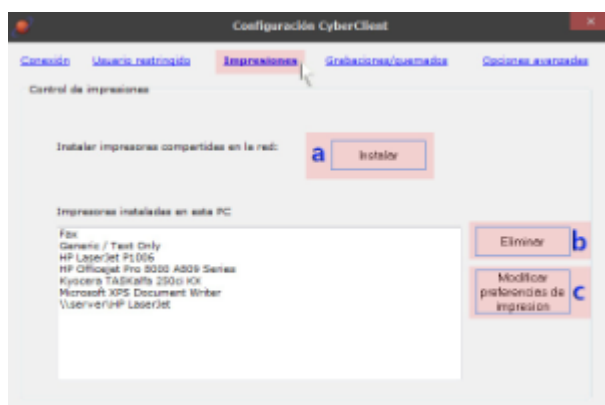 Configuración CyberClient
Conexión Usuario restringido Impresiones Grabaciones/quemados Opciones avanzadas
Control de impresiones
Instalar impresoras compartidas en la red:
a Instalar
Impresoras instaladas en esta PC
Fax
Generic / Text Only
HP LaserJet P1006
HP Officejet Pro 8000 A809 Series
Kyocera TASKalfa 250ci KX
Microsoft XPS Document Writer
\\server\HP LaserJet
Eliminar b
Modificar
preferencias de c
impresion